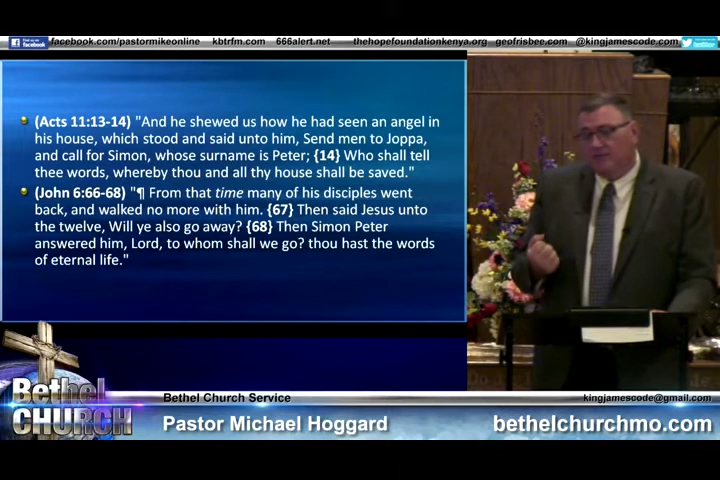 facebook.com/pastormikeonline kbtrfm.com 666alert.net thehopefoundationkenya.org geofrisbee.com @kingjamescode.com
(Acts 11:13-14) "And he shewed us how he had seen an angel in
his house, which stood and said unto him, Send men to Joppa,
and call for Simon, whose surname is Peter; {14} Who shall tell
thee words, whereby thou and all thy house shall be saved."
(John 6:66-68) "¶ From that time many of his disciples went
back, and walked no more with him. {67} Then said Jesus unto
the twelve, Will ye also go away? {68} Then Simon Peter
answered him, Lord, to whom shall we go? thou hast the words
of eternal life."
Bethel
CHURCH
Bethel Church Service
kingjamescode@gmail.com
Pastor Michael Hoggard
bethelchurchmo.com